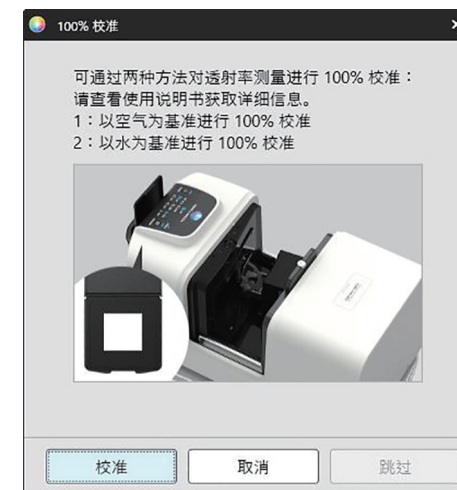 100% 校准
可通过两种方法对透射率测量进行 100% 校准：
请查看使用说明书获取详细信息。
1：以空气为基准进行 100% 校准
2：以水为基准进行 100% 校准
校准
取消
跳过